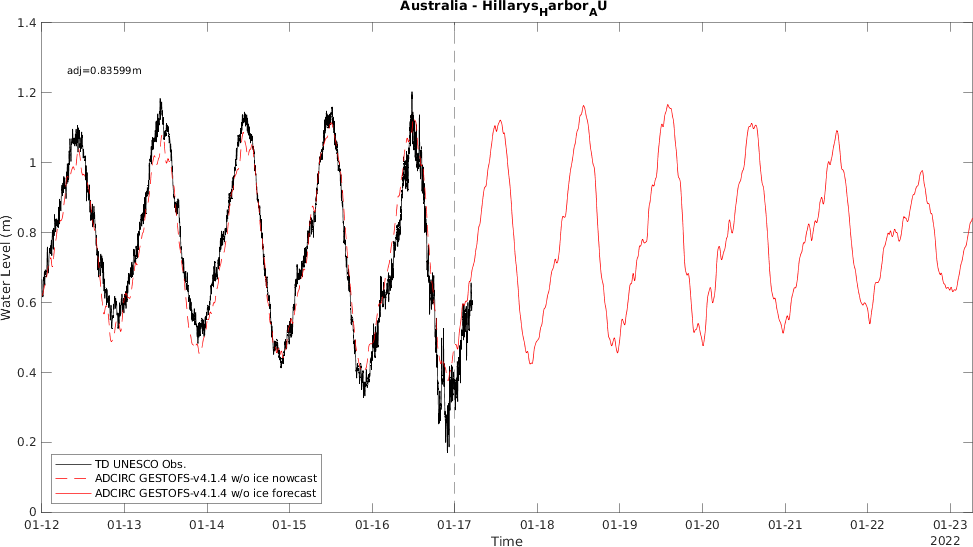 Australia - HillarysHarborAU
1.4
adj=0.83599m
1.2
1
0.8
0.6
0.4
0.2
0
Water Level (m)
TD UNESCO Obs.
ADCIRC GESTOFS-v4.1.4 w/o ice nowcast
ADCIRC GESTOFS-v4.1.4 w/o ice forecast
01-12 01-13 01-14 01-15 01-16 01-17 01-18 01-19 01-20 01-21 01-22 01-23
Time
2022